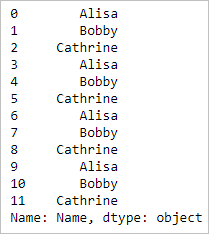 0 Alisa
1 Bobby
2 Cathrine
3 Alisa
4 Bobby
5 Cathrine
6 Alisa
7 Bobby
8 Cathrine
9 Alisa
10 Bobby
11 Cathrine
Name: Name, dtype: object